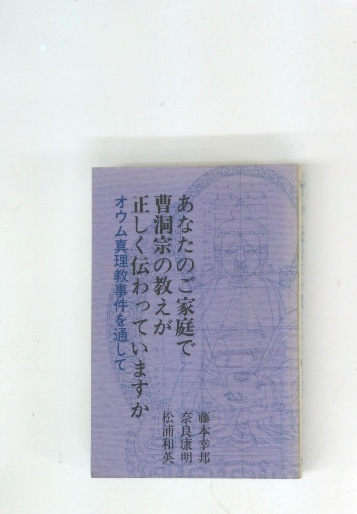 あなたのご家庭で
曹洞宗の教えが
正しく伝わっていますか
オウム真理教事件を通して
藤本幸邦
奈良康明
松浦和英